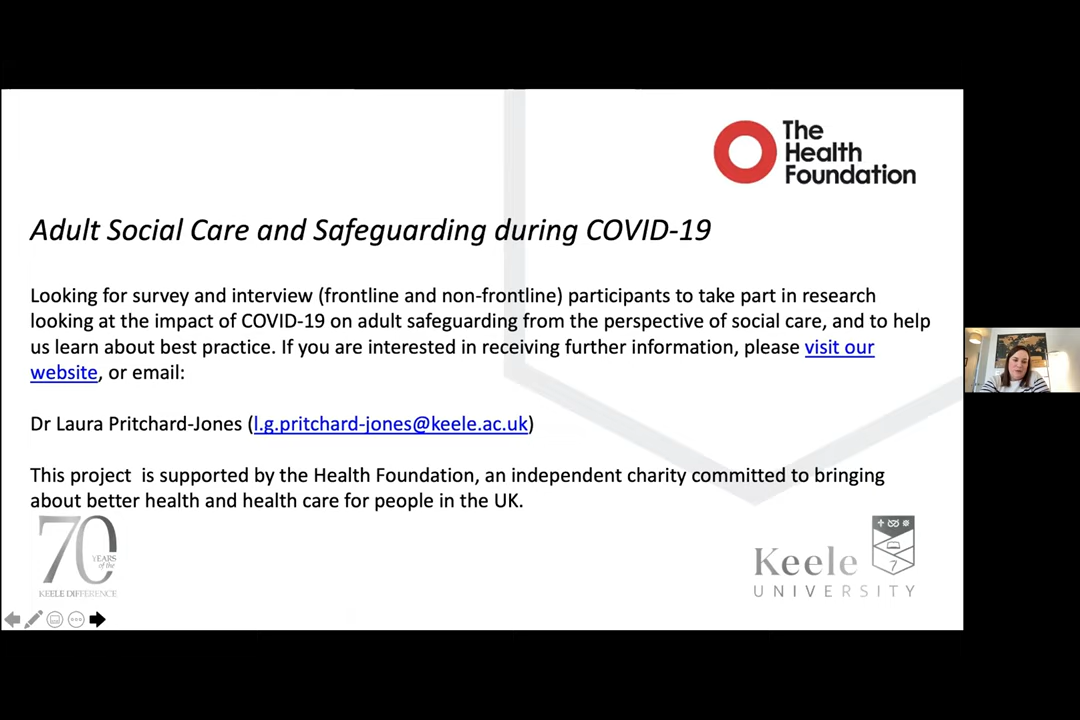 The
Health
Foundation
Adult Social Care and Safeguarding during COVID-19
Looking for survey and interview (frontline and non-frontline) participants to take part in research
looking at the impact of COVID-19 on adult safeguarding from the perspective of social care, and to help
us learn about best practice. If you are interested in receiving further information, please visit our
website, or email:
Dr Laura Pritchard-Jones (l.g.pritchard-jones@keele.ac.uk)
This project  is supported by the Health Foundation, an independent charity committed to bringing
about better health and health care for people in the UK.
70
YEARS
of the
KEELE DIFFERENCE
Keele
UNIVERSITY